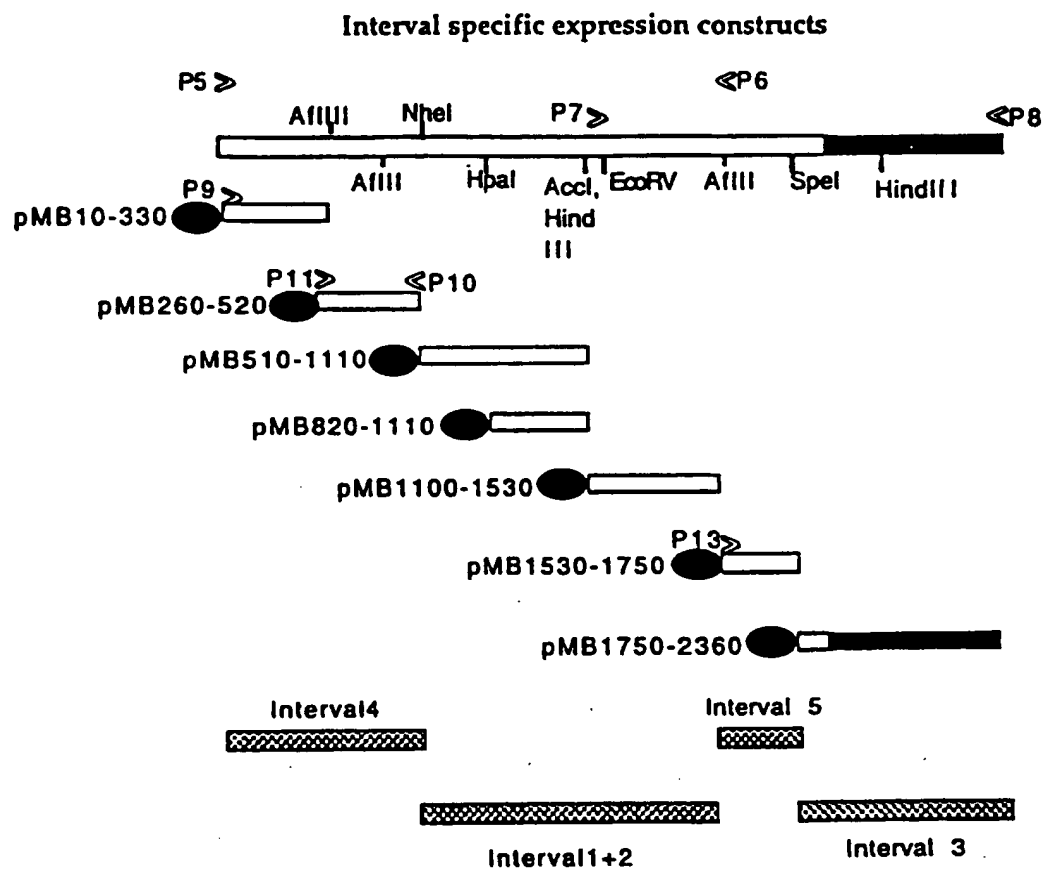 Interval specific expression constructs
P5
P6
AflIII
NheI
P7
P8
AflII
HpaI
AccI,
Hind
III
EcoRV
AflII
SpeI
HindIII
P9
pMB10-330
P11
P10
pMB260-520
pMB510-1110
pMB820-1110
pMB1100-1530
P13
pMB1530-1750
pMB1750-2360
Interval4
Interval 5
Interval1+2
Interval 3